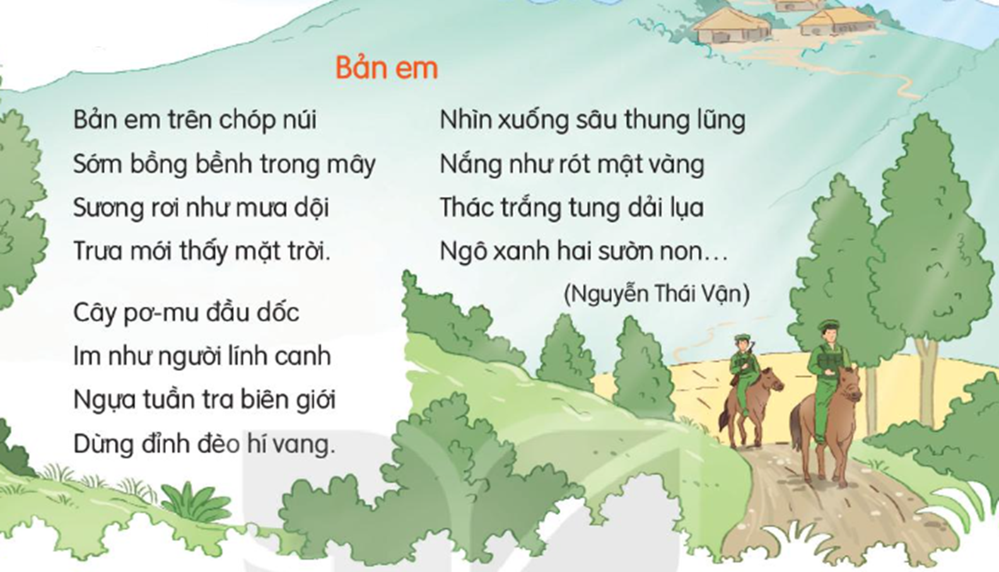 Bản em
Bản em trên chóp núi
Sớm bồng bềnh trong mây
Sương rơi như mưa dội
Trưa mới thấy mặt trời.
Cây pơ-mu đầu dốc
Im như người lính canh
Ngựa tuần tra biên giới
Dừng đỉnh đèo hí vang.
Nhìn xuống sâu thung lũng
Nắng như rót mật vàng
Thác trắng tung dải lụa
Ngô xanh hai sườn non...
(Nguyễn Thái Vận)